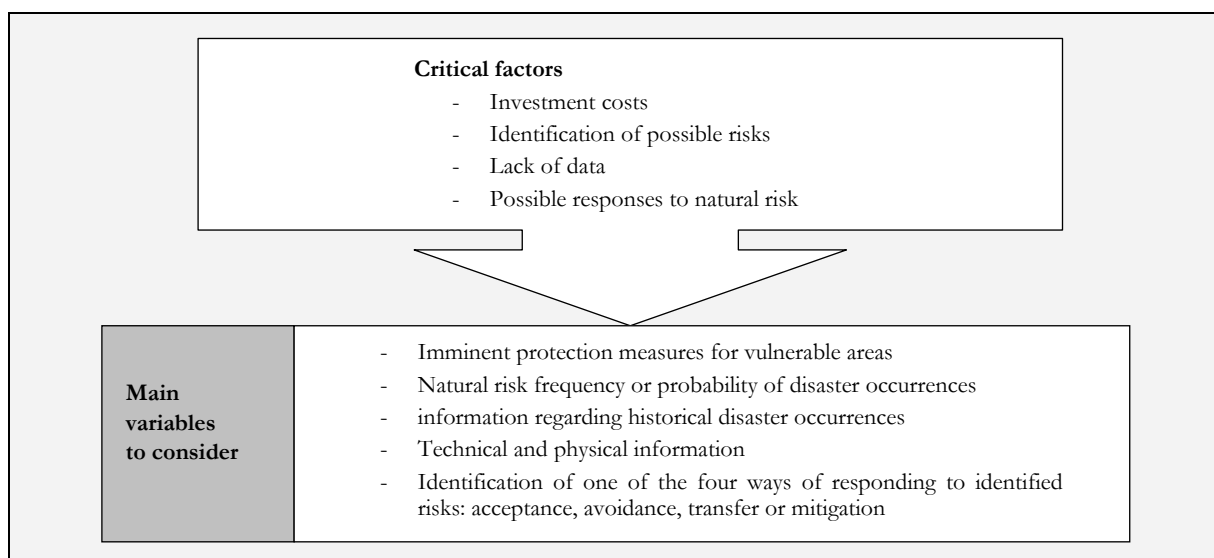 Critical factors
- Investment costs
- Identification of possible risks
- Lack of data
- Possible responses to natural risk
Main
variables
to consider
- Imminent protection measures for vulnerable areas
- Natural risk frequency or probability of disaster occurrences
- information regarding historical disaster occurrences
- Technical and physical information
- Identification of one of the four ways of responding to identified
risks: acceptance, avoidance, transfer or mitigation